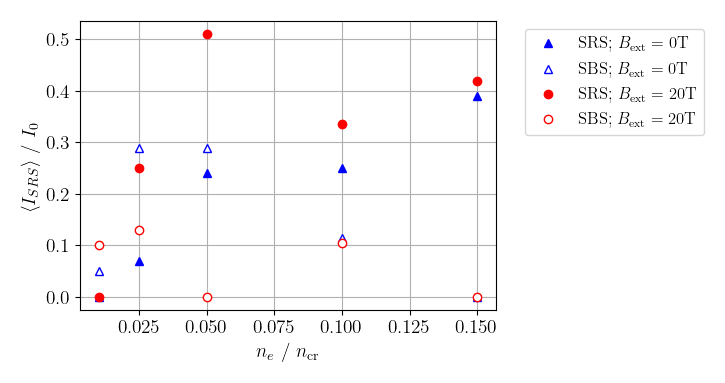 0.5
0.4
0.3
0.2
0.1
0.0
⟨I_SRS⟩ / I_0
0.025 0.050 0.075 0.100 0.125 0.150
n_e / n_cr
SRS; B_ext = 0T
SBS; B_ext = 0T
SRS; B_ext = 20T
SBS; B_ext = 20T